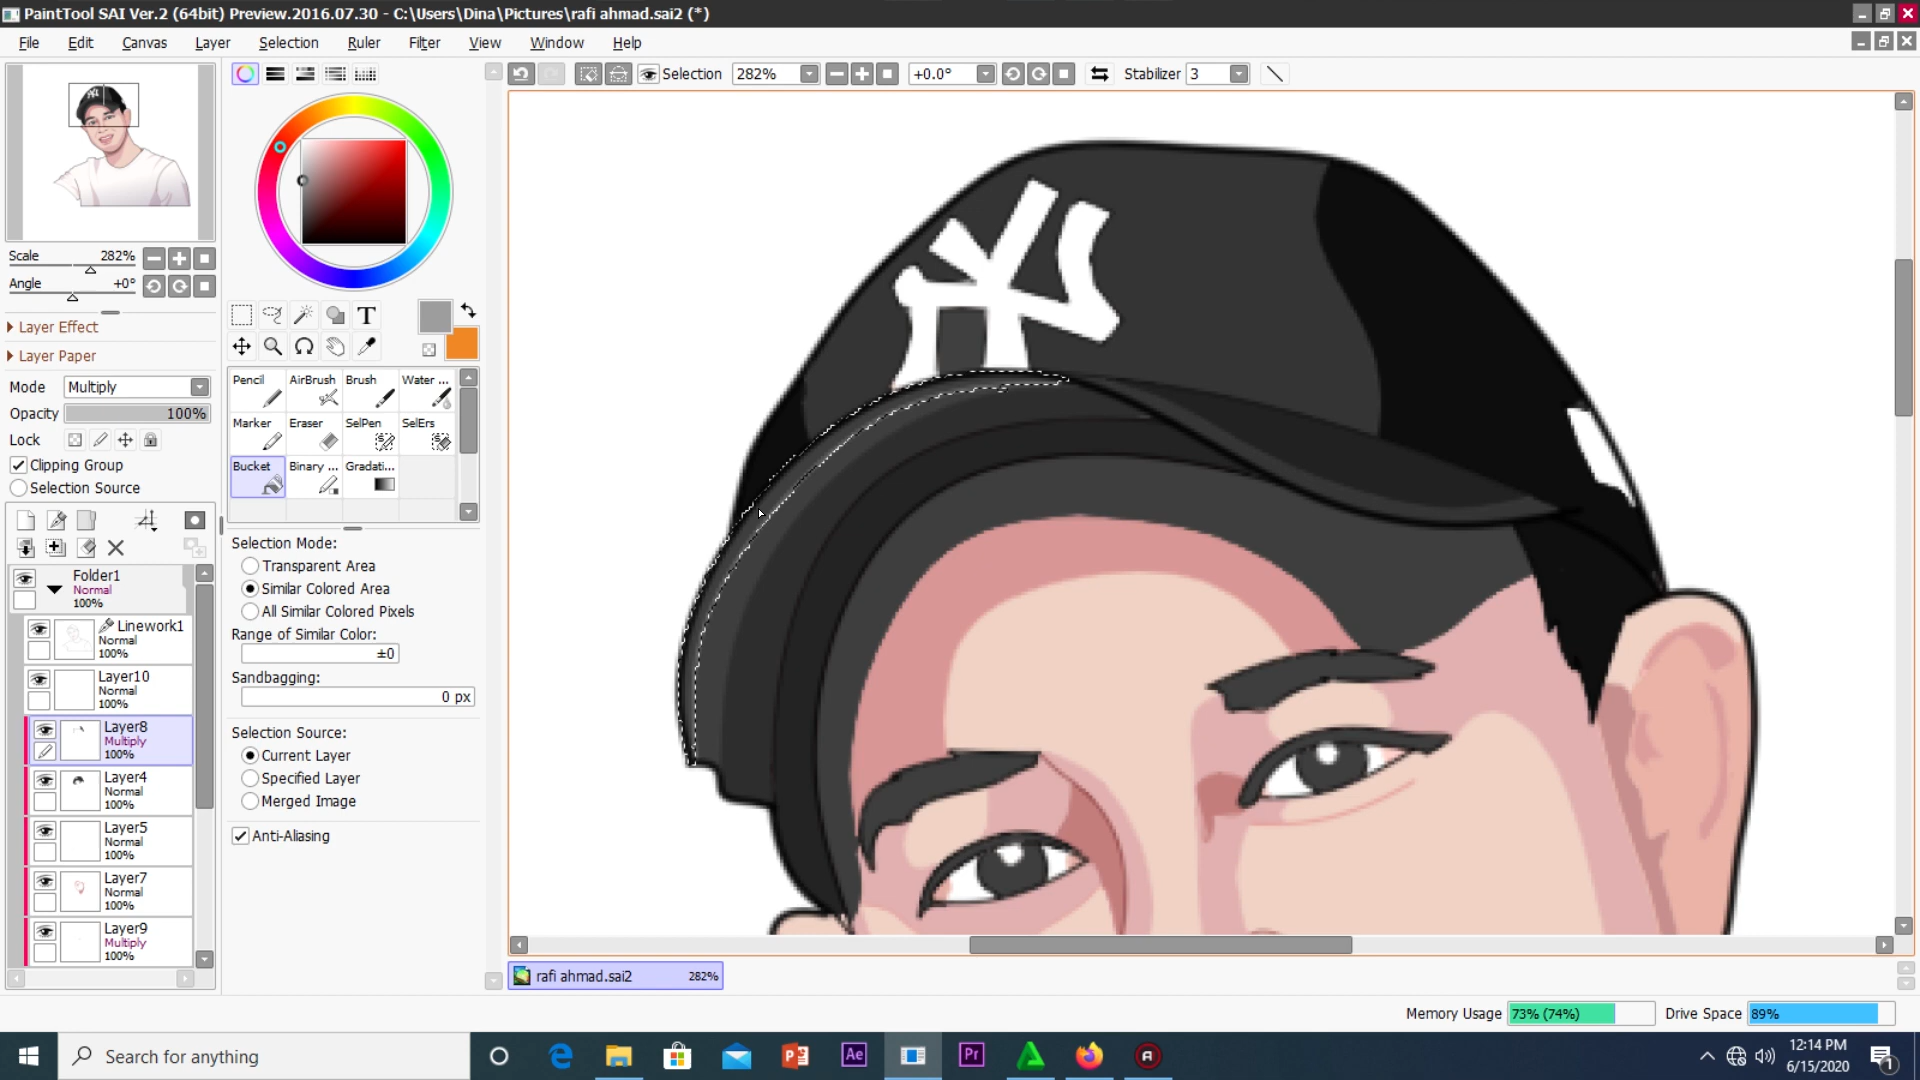 PaintTool SAI Ver.2 (64bit) Preview.2016.07.30 - C:\Users\Dina\Pictures\rafi ahmad.sai2 (*)
File Edit Canvas Layer Selection Ruler Filter View Window Help
Selection 282% +0.0° Stabilizer 3
Scale 282%
Angle +0°
Layer Effect
Layer Paper
Mode Multiply
Opacity 100%
Lock
Clipping Group
Selection Source
Folder1
Normal
100%
Linework1
Normal
100%
Layer10
Normal
100%
Layer8
Multiply
100%
Layer4
Normal
100%
Layer5
Normal
100%
Layer7
Normal
100%
Layer9
Multiply
100%
T
Pencil AirBrush Brush Water ...
Marker Eraser SelPen SelErs
Bucket Binary ... Gradati...
Selection Mode:
Transparent Area
Similar Colored Area
All Similar Colored Pixels
Range of Similar Color:
±0
Sandbagging:
0 px
Selection Source:
Current Layer
Specified Layer
Merged Image
Anti-Aliasing
NY
rafi ahmad.sai2 282%
Memory Usage 73% (74%) Drive Space 89%
Search for anything
Ae
Pr
12:14 PM
6/15/2020
1